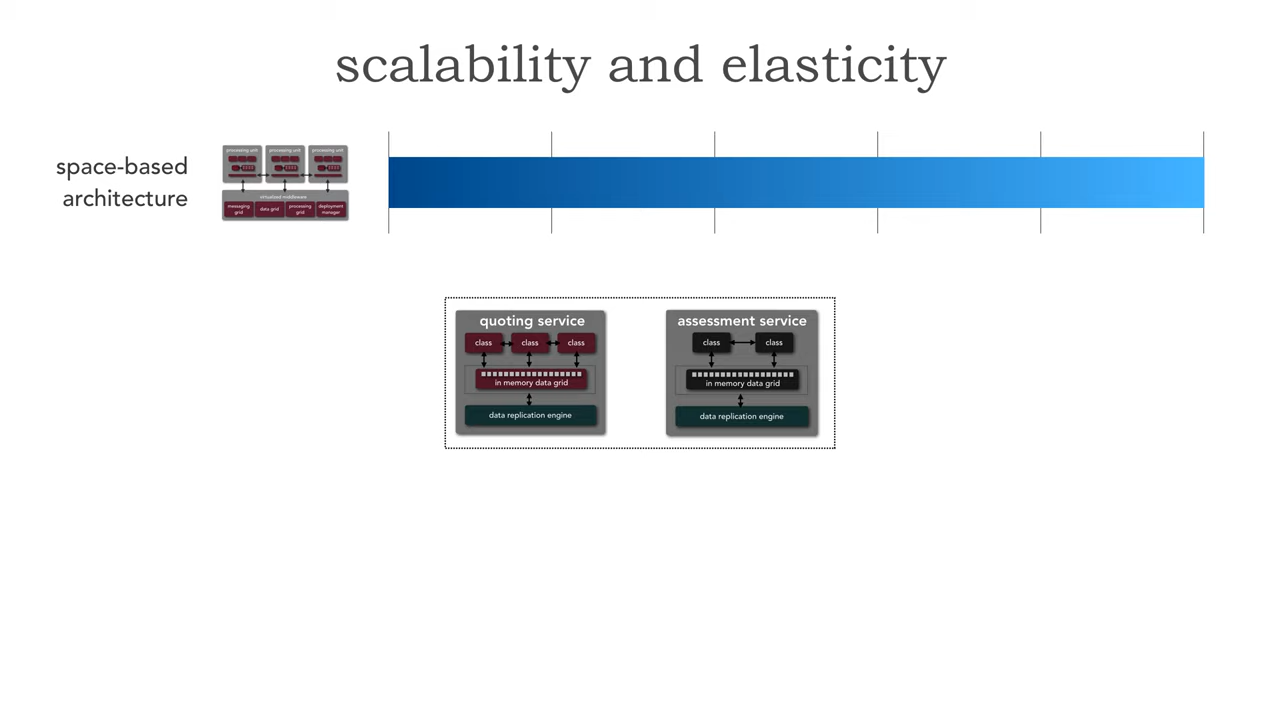 scalability and elasticity
space-based
architecture
processing unit processing unit processing unit
virtualized middleware
messaging grid data grid processing grid deployment manager
quoting service
class class class
in memory data grid
data replication engine
assessment service
class class
in memory data grid
data replication engine